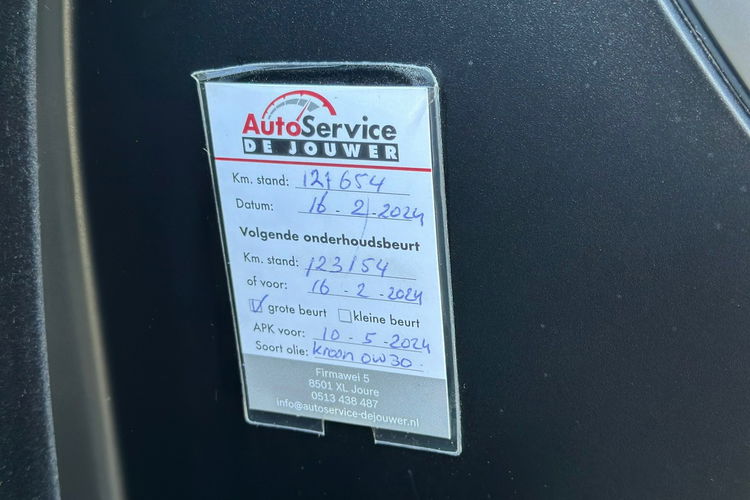 AutoService
DE JOUWER
Km. stand: 127654
Datum: 16-2-2024
Volgende onderhoudsbeurt
Km. stand: 123154
of voor: 16-2-2024
grote beurt kleine beurt
APK voor: 10-5-2024
Soort olie: kroon 0W30.
Firmawei 5
8501 XL Joure
0513 438 487
info@autoservice-dejouwer.nl